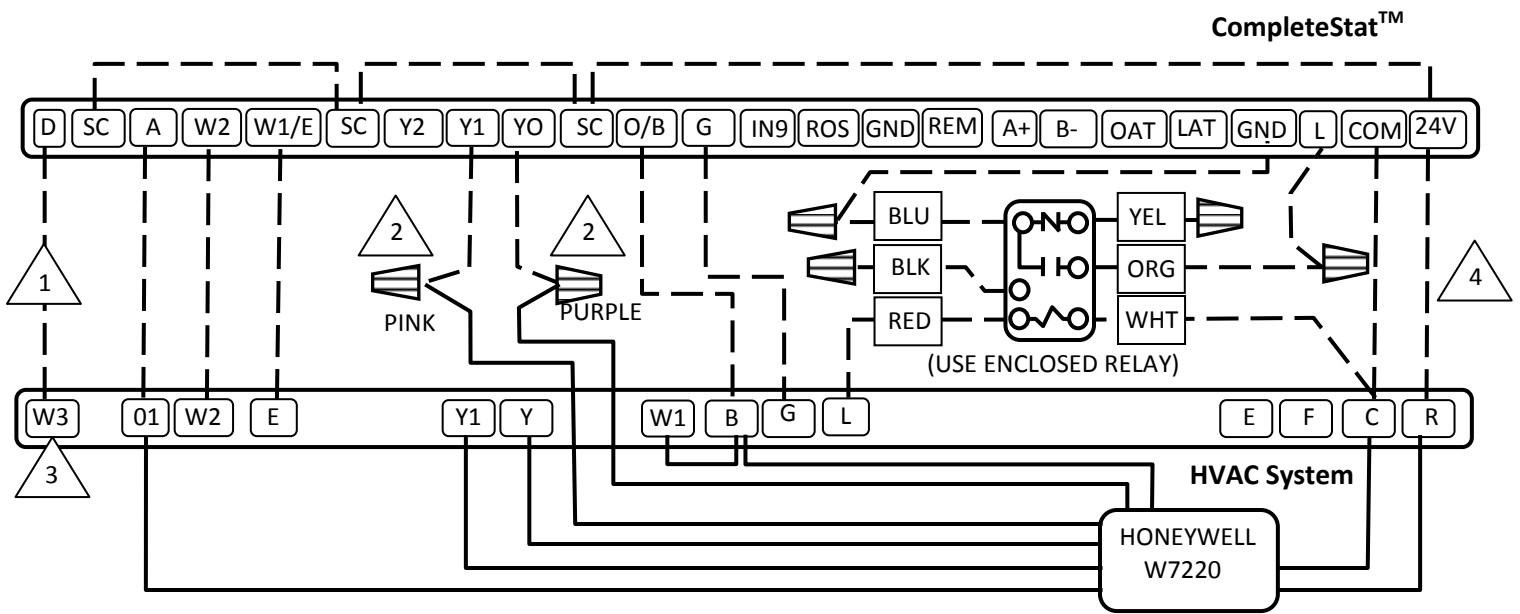 CompleteStat™
D SC A W2 W1/E SC Y2 Y1 YO SC O/B G IN9 ROS GND REM A+ B- OAT LAT GND L COM 24V
1
2
2
PINK
PURPLE
BLU
YEL
BLK
ORG
RED
WHT
4
(USE ENCLOSED RELAY)
W3 01 W2 E Y1 Y W1 B G L E F C R
3
HVAC System
HONEYWELL
W7220